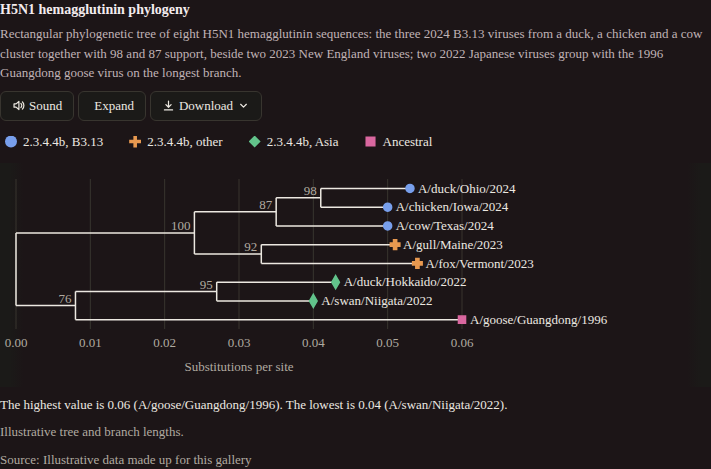 H5N1 hemagglutinin phylogeny
Rectangular phylogenetic tree of eight H5N1 hemagglutinin sequences: the three 2024 B3.13 viruses from a duck, a chicken and a cow
cluster together with 98 and 87 support, beside two 2023 New England viruses; two 2022 Japanese viruses group with the 1996
Guangdong goose virus on the longest branch.
Sound Expand Download
2.3.4.4b, B3.13 2.3.4.4b, other 2.3.4.4b, Asia Ancestral
98 A/duck/Ohio/2024
87 A/chicken/Iowa/2024
A/cow/Texas/2024
100
92 A/gull/Maine/2023
A/fox/Vermont/2023
95 A/duck/Hokkaido/2022
76 A/swan/Niigata/2022
A/goose/Guangdong/1996
0.00 0.01 0.02 0.03 0.04 0.05 0.06
Substitutions per site
The highest value is 0.06 (A/goose/Guangdong/1996). The lowest is 0.04 (A/swan/Niigata/2022).
Illustrative tree and branch lengths.
Source: Illustrative data made up for this gallery